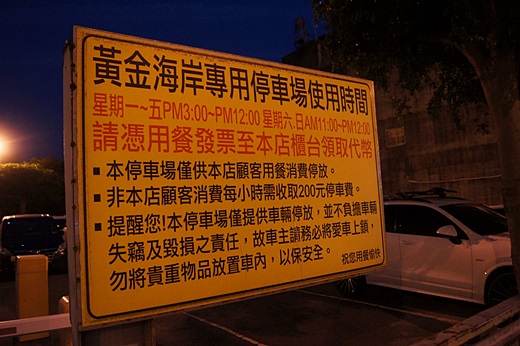 黃金海岸專用停車場使用時間
星期一~五PM3:00~PM12:00 星期六.日AM11:00~PM12:00
請憑用餐發票至本店櫃台領取代幣
▪本停車場僅供本店顧客用餐消費停放。
▪非本店顧客消費每小時需收取200元停車費。
▪提醒您!本停車場僅提供車輛停放，並不負擔車輛
失竊及毀損之責任，故車主請務必將愛車上鎖，
勿將貴重物品放置車內，以保安全。 祝您用餐愉快